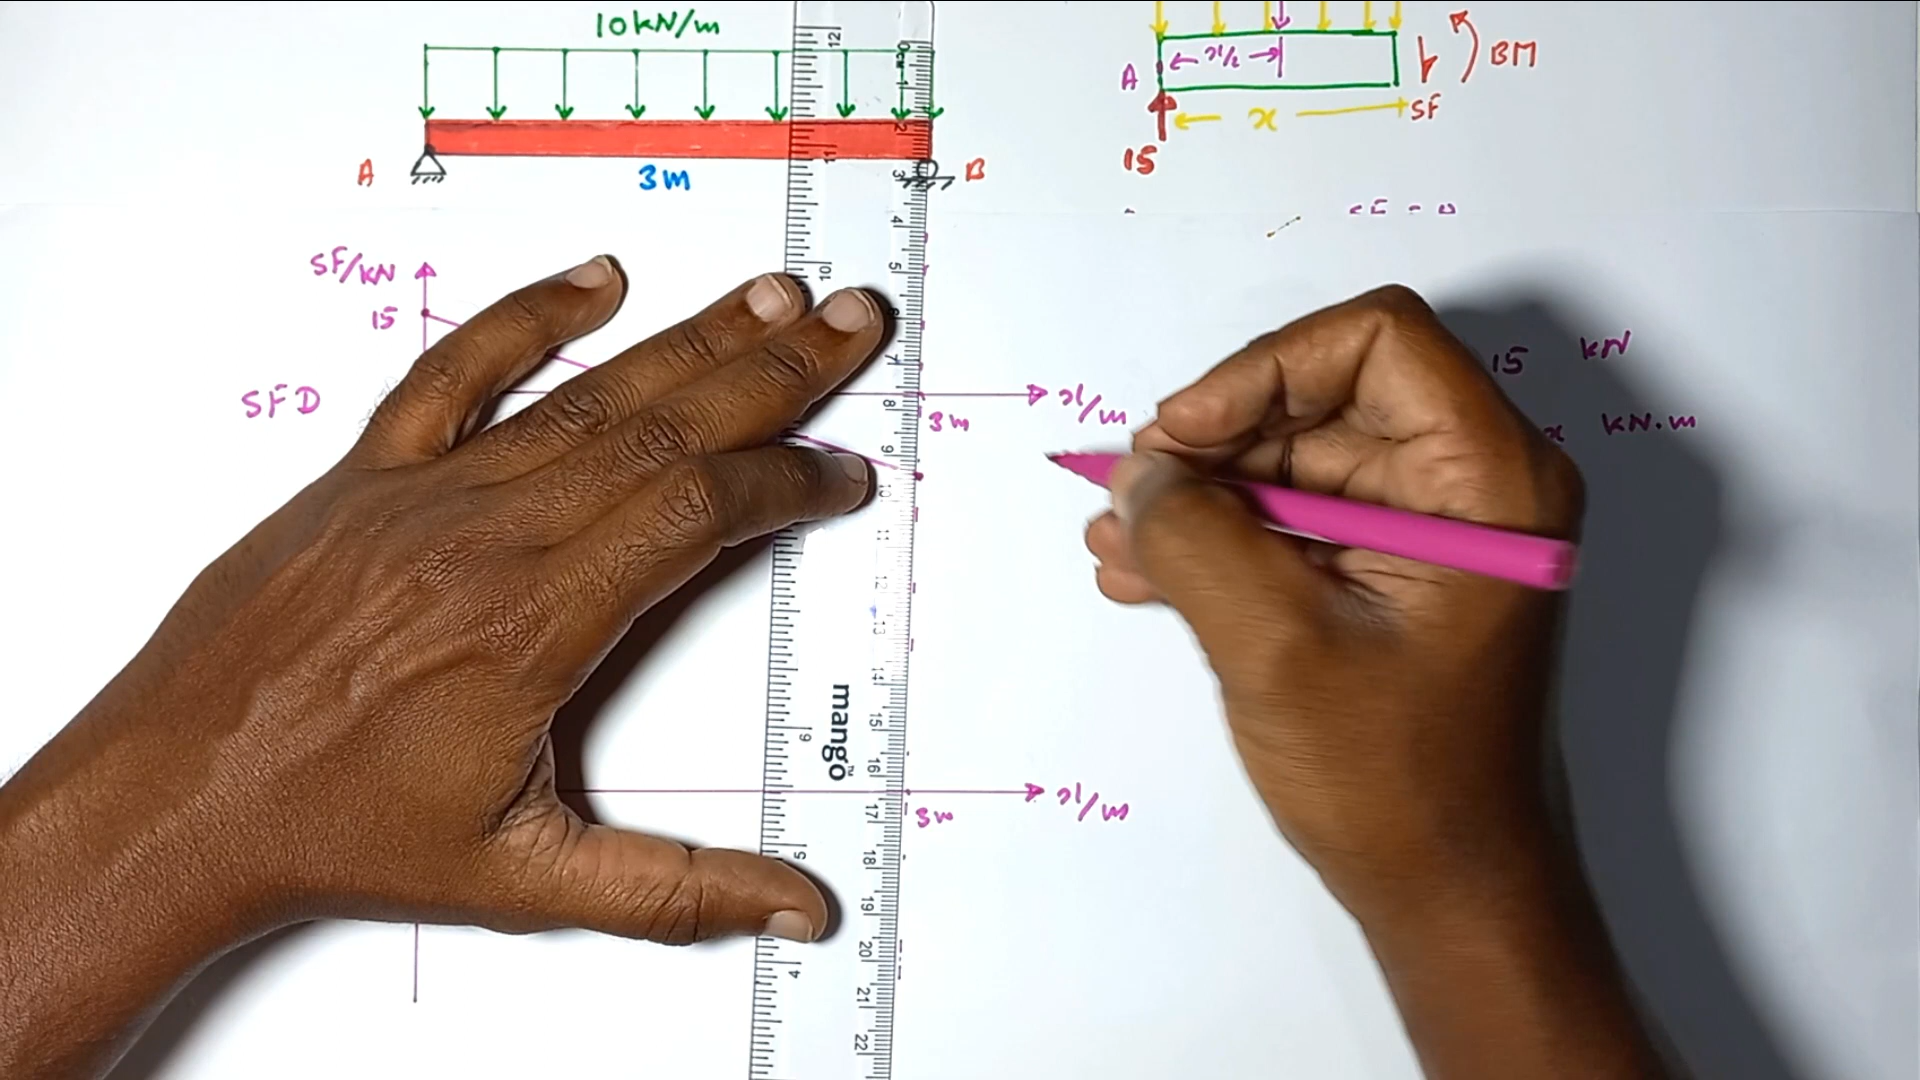 10kN/m
A
3m
B
x/2
A
BM
SF
x
15
SF/kN
15
SFD
x/m
3m
15 kN
x kN.m
x/m
3m
mango